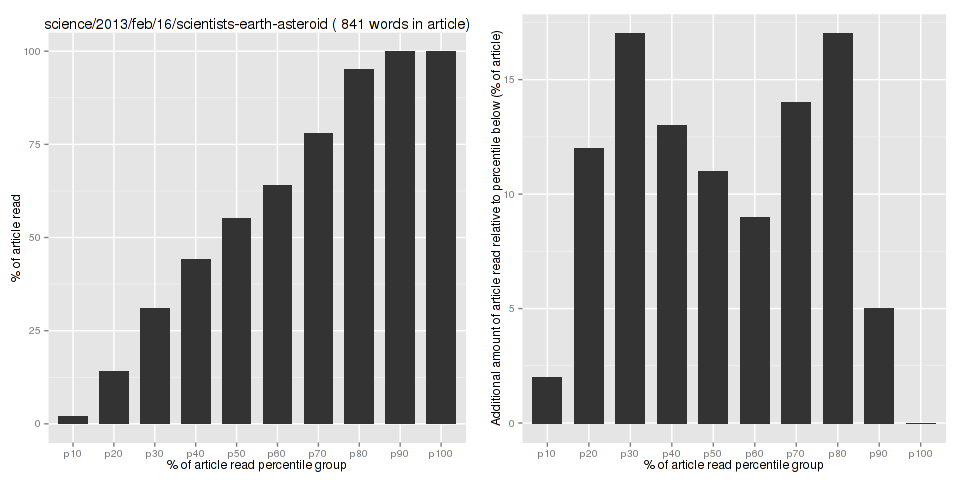 science/2013/feb/16/scientists-earth-asteroid ( 841 words in article)
% of article read
100
75
50
25
0
p10 p20 p30 p40 p50 p60 p70 p80 p90 p100
% of article read percentile group
Additional amount of article read relative to percentile below (% of article)
15
10
5
0
p10 p20 p30 p40 p50 p60 p70 p80 p90 p100
% of article read percentile group